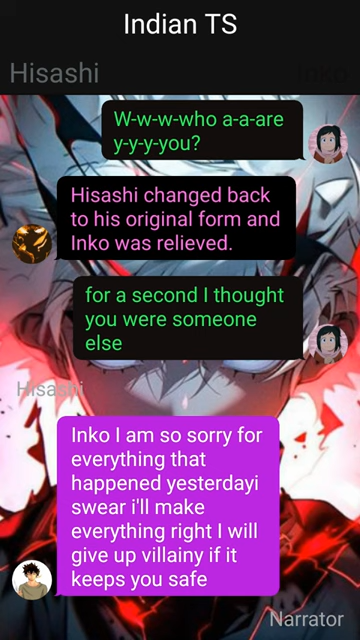 Indian TS
Hisashi
Inko
W-w-w-who a-a-are
y-y-y-you?
Hisashi changed back
to his original form and
Inko was relieved.
for a second I thought
you were someone
else
Hisashi
Inko I am so sorry for
everything that
happened yesterdayi
swear i'll make
everything right I will
give up villainy if it
keeps you safe
Narrator